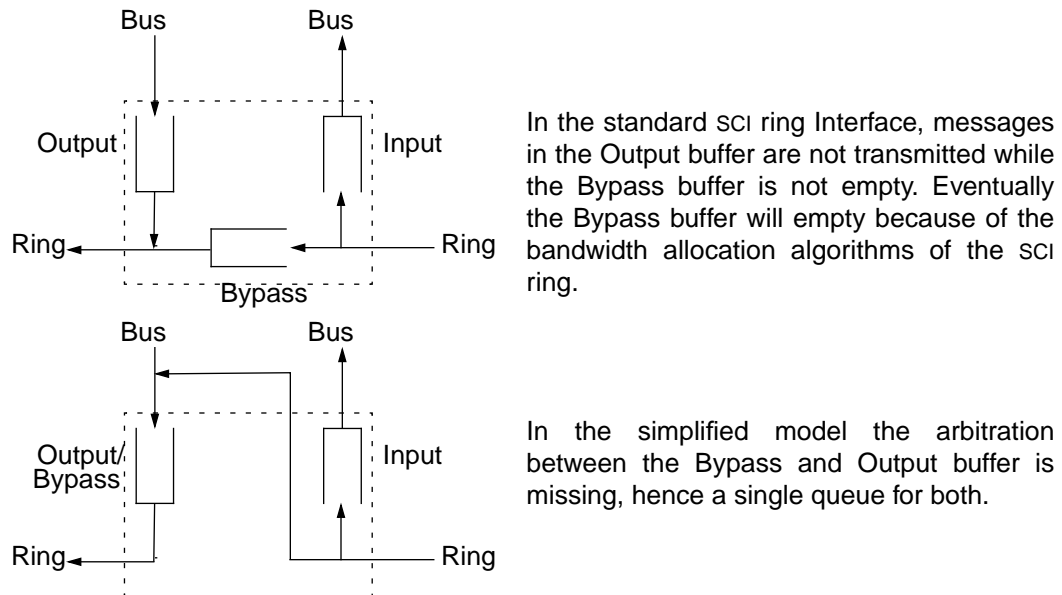 Bus Bus
Output Input
Ring Ring
Bypass
In the standard SCI ring Interface, messages
in the Output buffer are not transmitted while
the Bypass buffer is not empty. Eventually
the Bypass buffer will empty because of the
bandwidth allocation algorithms of the SCI
ring.
Bus Bus
Output/
Bypass
Input
Ring Ring
In the simplified model the arbitration
between the Bypass and Output buffer is
missing, hence a single queue for both.